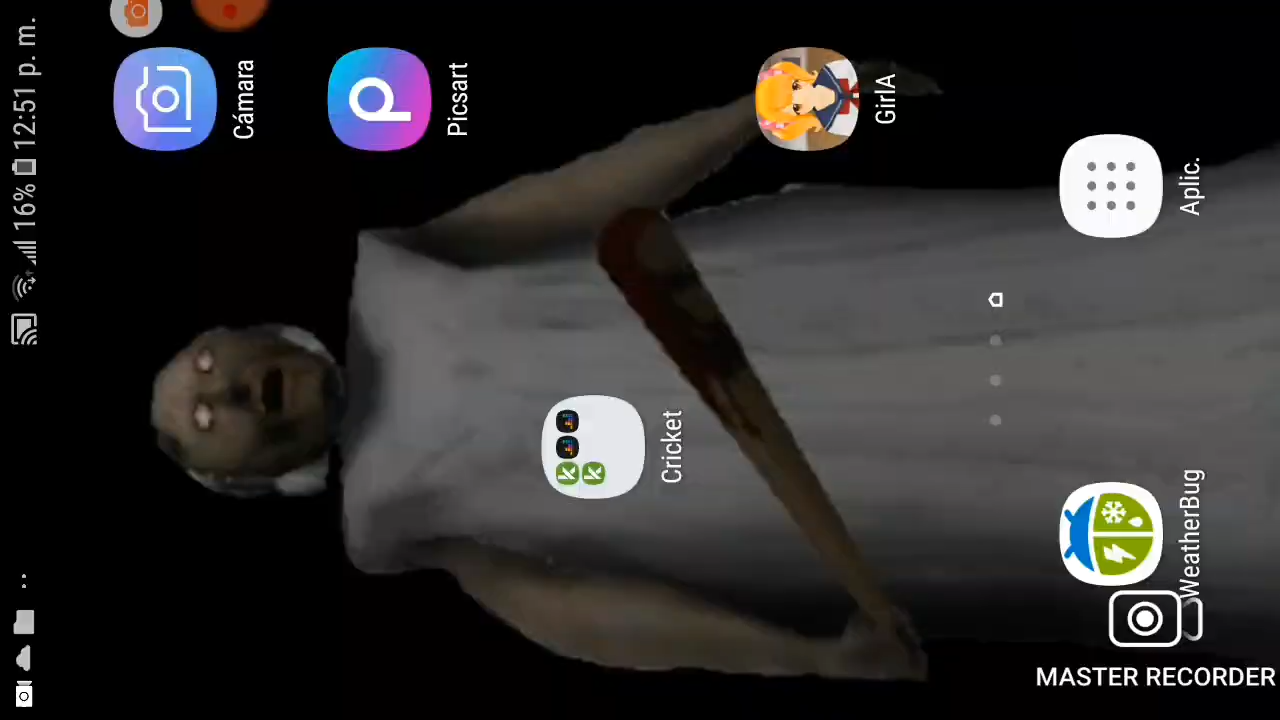 16% 12:51 p. m.
Cámara
Picsart
GirlA
Cricket
Aplic.
WeatherBug
MASTER RECORDER